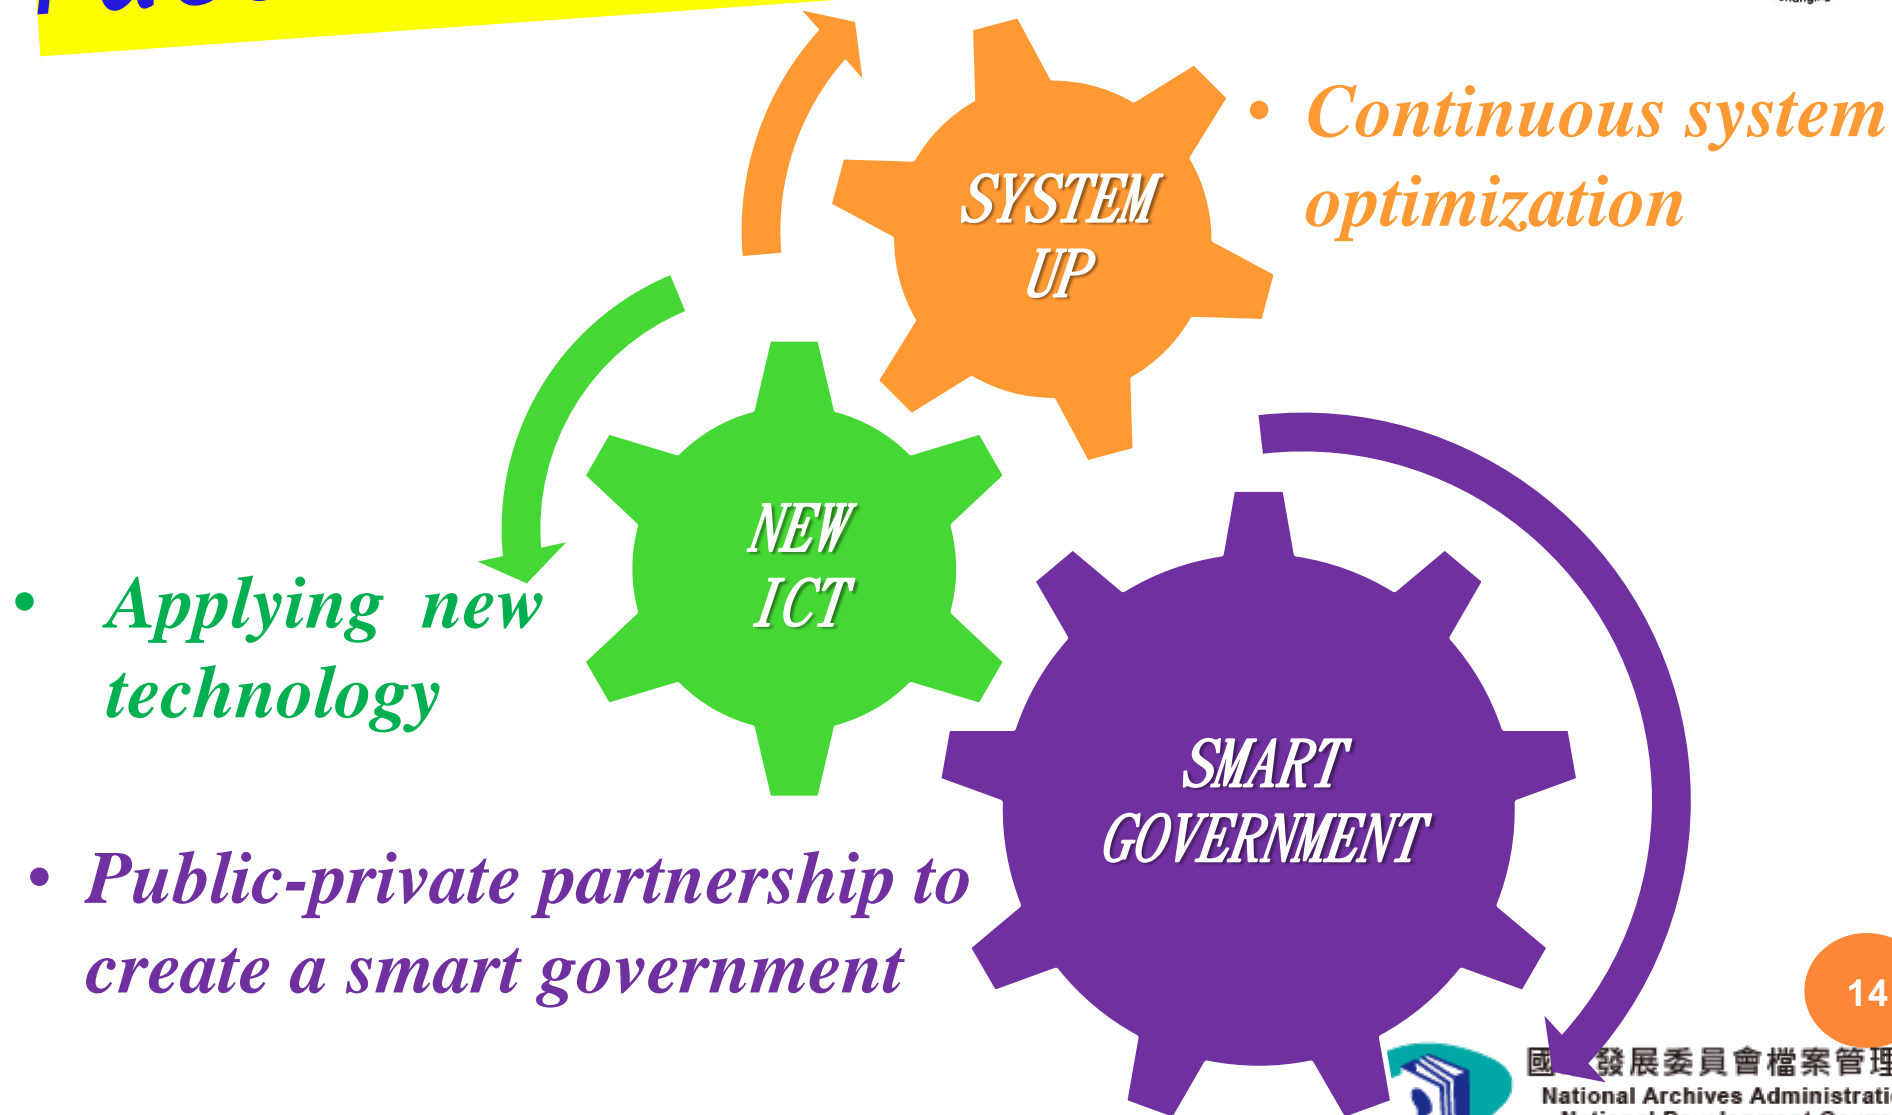 • Continuous system
optimization
SYSTEM
UP
NEW
ICT
• Applying new
technology
SMART
GOVERNMENT
• Public-private partnership to
create a smart government
14
國 發展委員會檔案管理
National Archives Administrati